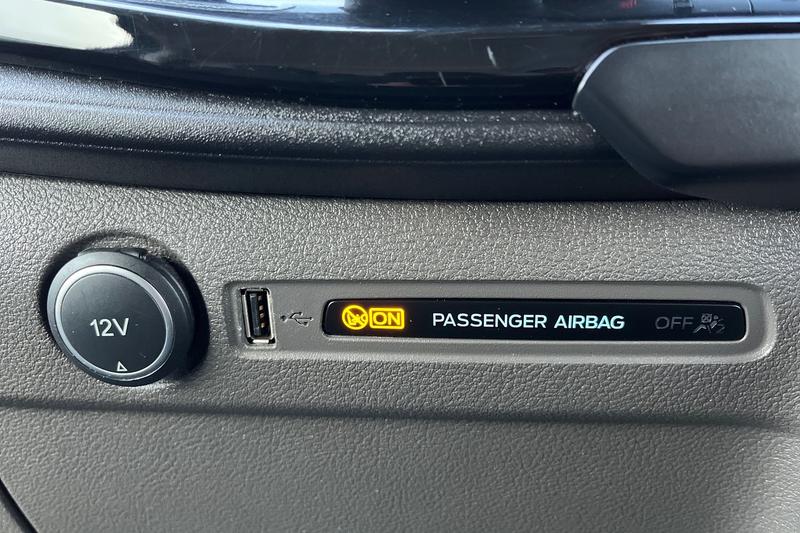 12V
ON PASSENGER AIRBAG OFF